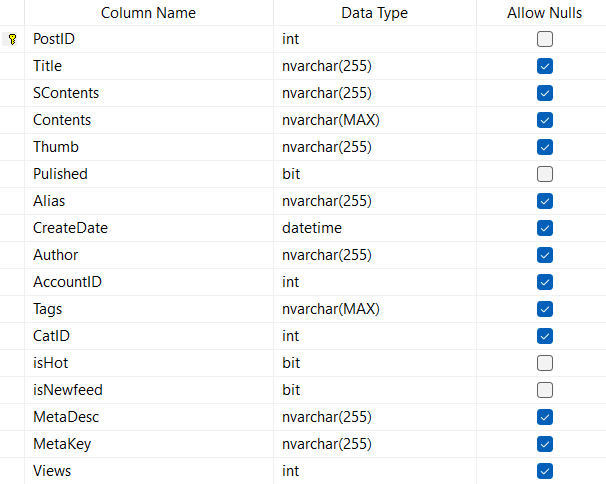 Column Name Data Type Allow Nulls
PostID int
Title nvarchar(255)
SContents nvarchar(255)
Contents nvarchar(MAX)
Thumb nvarchar(255)
Pulished bit
Alias nvarchar(255)
CreateDate datetime
Author nvarchar(255)
AccountID int
Tags nvarchar(MAX)
CatID int
isHot bit
isNewfeed bit
MetaDesc nvarchar(255)
MetaKey nvarchar(255)
Views int